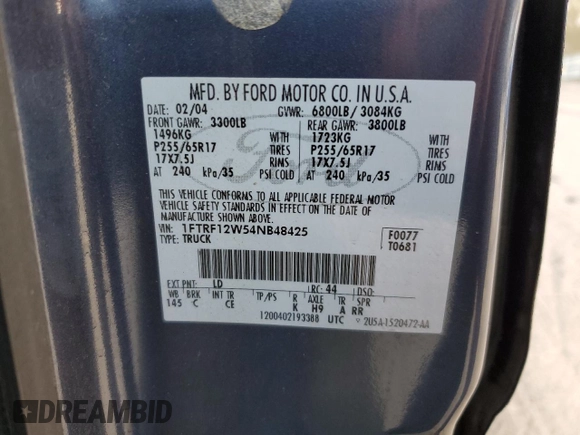 MFD. BY FORD MOTOR CO. IN U.S.A.
DATE: 02/04 GVWR: 6800LB/ 3084KG
FRONT GAWR: 3300LB REAR GAWR: 3800LB
1496KG WITH 1723KG WITH
P255/65R17 TIRES P255/65R17 TIRES
17X7.5J RIMS 17X7.5J RIMS
AT 240 kPa/35 PSI COLD AT 240 kPa/35 PSI COLD
Ford
THIS VEHICLE CONFORMS TO ALL APPLICABLE FEDERAL MOTOR
VEHICLE SAFETY STANDARDS IN EFFECT ON THE DATE OF
MANUFACTURE SHOWN ABOVE.
VIN: 1FTRF12W54NB48425 F0077
TYPE: TRUCK T0681
EXT PNT: LD RC: 44 DSO:
WB BRK INT TR TP/PS R AXLE TR SPR
145 C CE K H9 A RR
1200402193388 UTC 2U5A-1520472-AA
DREAMBID